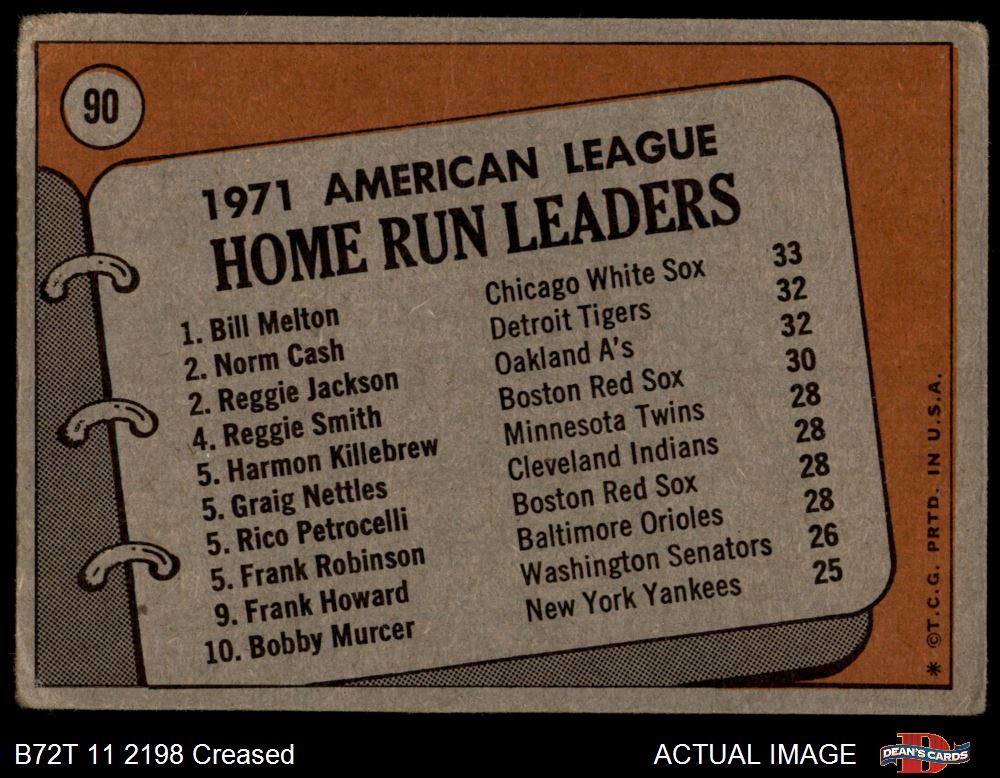 90
1971 AMERICAN LEAGUE
HOME RUN LEADERS
1. Bill Melton Chicago White Sox 33
2. Norm Cash Detroit Tigers 32
2. Reggie Jackson Oakland A's 32
4. Reggie Smith Boston Red Sox 30
5. Harmon Killebrew Minnesota Twins 28
5. Graig Nettles Cleveland Indians 28
5. Rico Petrocelli Boston Red Sox 28
5. Frank Robinson Baltimore Orioles 28
9. Frank Howard Washington Senators 26
10. Bobby Murcer New York Yankees 25
* ©T.C.G. PRTD. IN U.S.A.
B72T 11 2198 Creased
ACTUAL IMAGE
DEAN'S CARDS